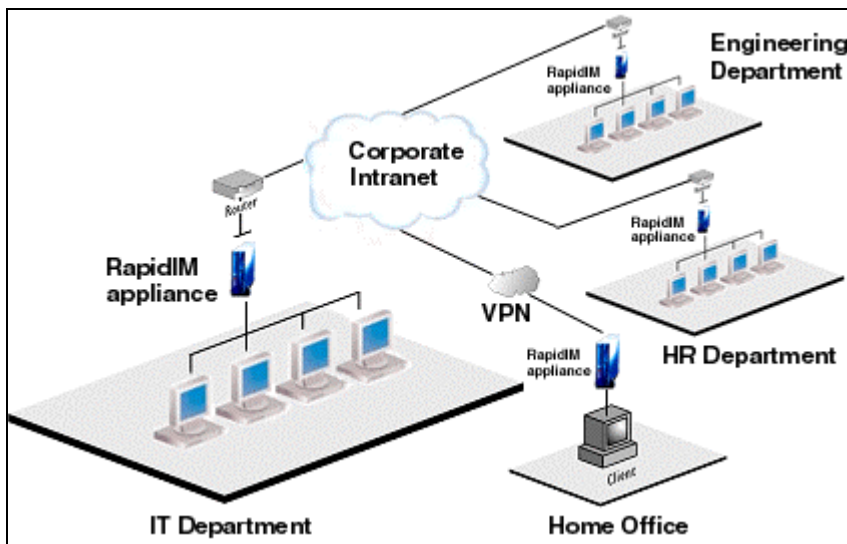 Engineering
Department
RapidIM
appliance
Corporate
Intranet
Router
RapidIM
appliance
RapidIM
appliance
VPN
RapidIM
appliance
HR Department
Client
IT Department
Home Office